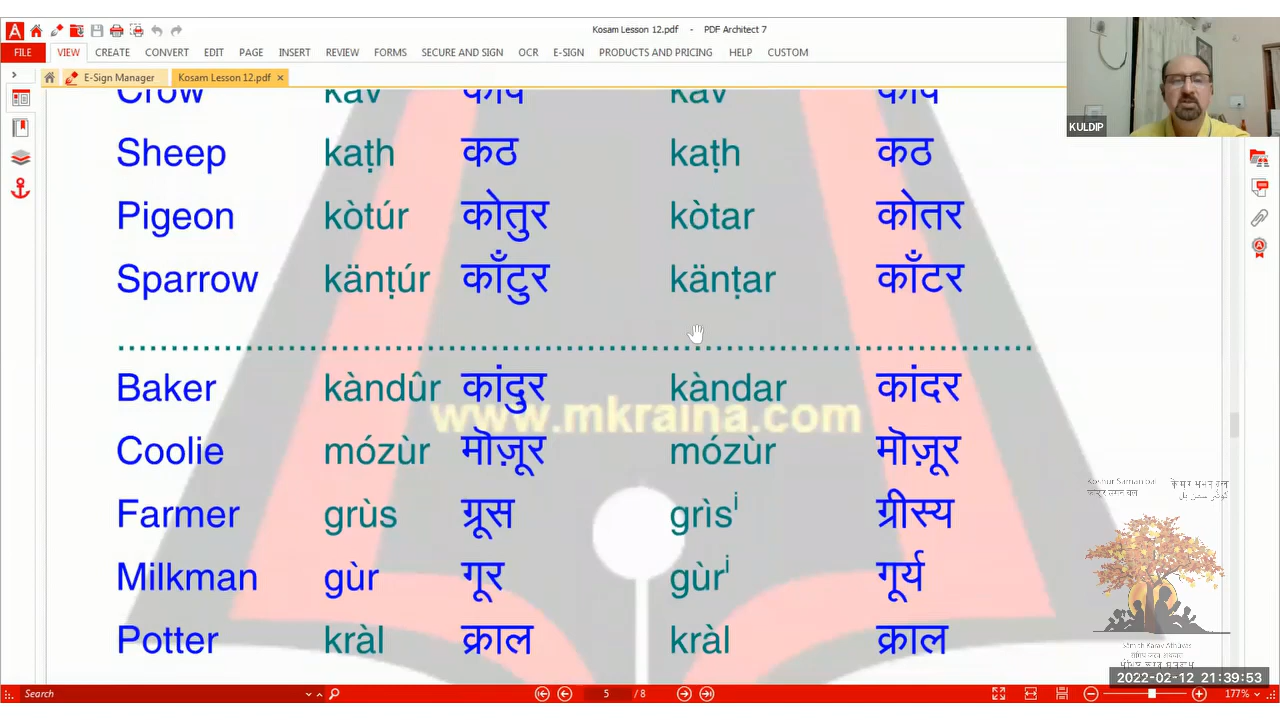 Kosam Lesson 12.pdf - PDF Architect 7
FILE VIEW CREATE CONVERT EDIT PAGE INSERT REVIEW FORMS SECURE AND SIGN OCR E-SIGN PRODUCTS AND PRICING HELP CUSTOM
E-Sign Manager Kosam Lesson 12.pdf ×
KULDIP
Crow kàv काव kàv काव
Sheep kaṭh कठ kaṭh कठ
Pigeon kòtúr कोतुर kòtar कोतर
Sparrow känṭúr काँटुर känṭar काँटर
Baker kàndûr कांदुर kàndar कांदर
www.mkraina.com
Coolie mózùr मॊज़ूर mózùr मॊज़ूर
Farmer grùs ग्रूस grìsⁱ ग्रीस्य
Milkman gùr गूर gùrⁱ गूर्य
Potter kràl क्राल kràl क्राल
2022-02-12 21:39:53
Search 5 / 8 177%